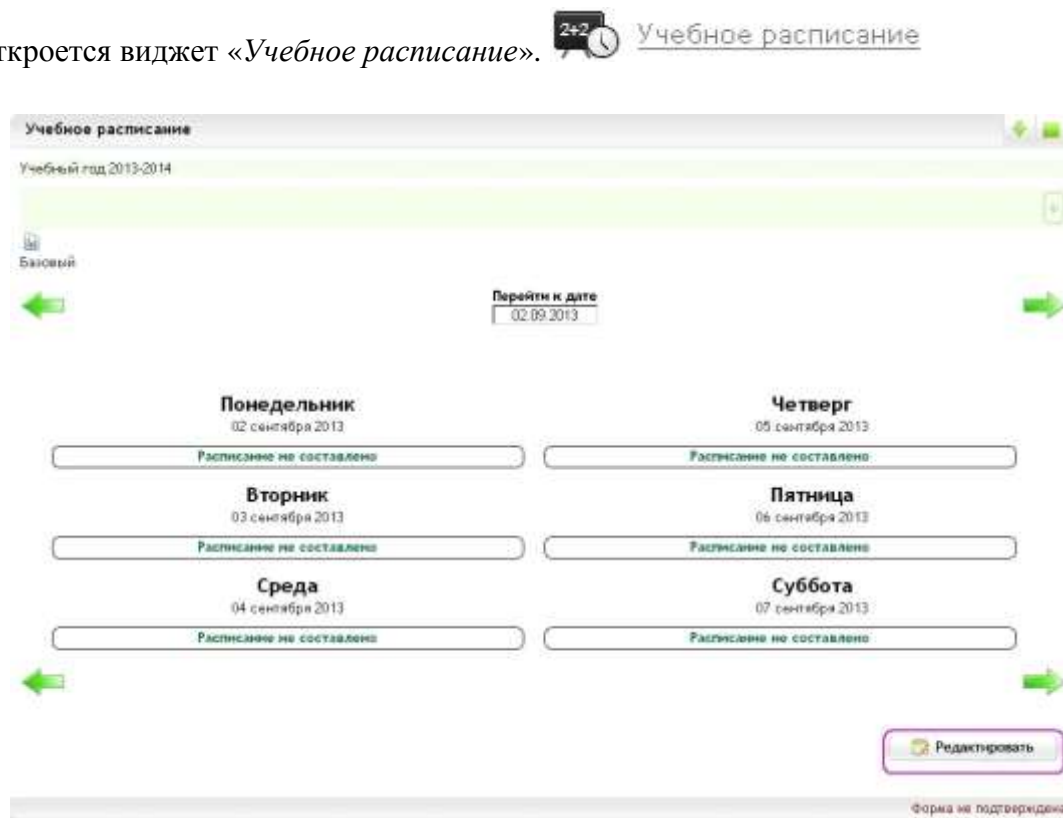 ткроется виджет «Учебное расписание». 2+2 Учебное расписание
Учебное расписание
Учебный год 2013-2014
Базовый
Перейти к дате
02.09.2013
Понедельник
02 сентября 2013
Расписание не составлено
Вторник
03 сентября 2013
Расписание не составлено
Среда
04 сентября 2013
Расписание не составлено
Четверг
05 сентября 2013
Расписание не составлено
Пятница
06 сентября 2013
Расписание не составлено
Суббота
07 сентября 2013
Расписание не составлено
Редактировать
Форма не подтверждена